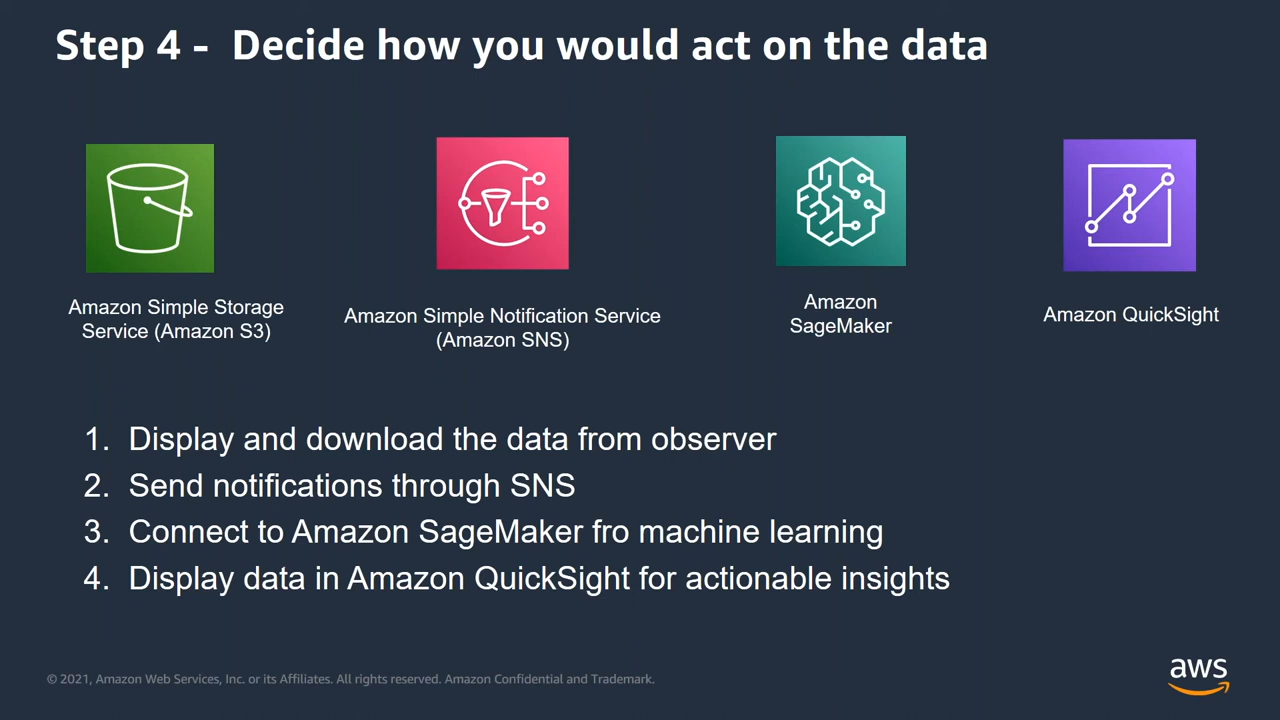 Step 4 - Decide how you would act on the data
Amazon Simple Storage
Service (Amazon S3)
Amazon Simple Notification Service
(Amazon SNS)
Amazon
SageMaker
Amazon QuickSight
1. Display and download the data from observer
2. Send notifications through SNS
3. Connect to Amazon SageMaker fro machine learning
4. Display data in Amazon QuickSight for actionable insights
© 2021, Amazon Web Services, Inc. or its Affiliates. All rights reserved. Amazon Confidential and Trademark.
aws